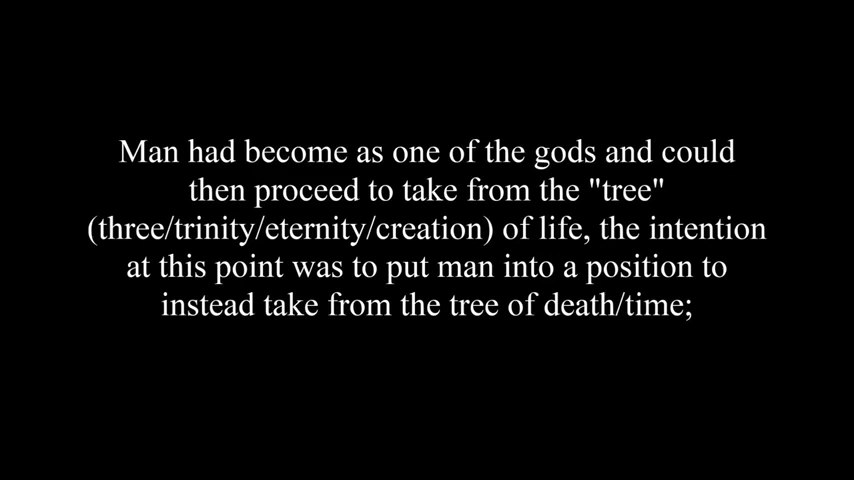 Man had become as one of the gods and could
then proceed to take from the "tree"
(three/trinity/eternity/creation) of life, the intention
at this point was to put man into a position to
instead take from the tree of death/time;